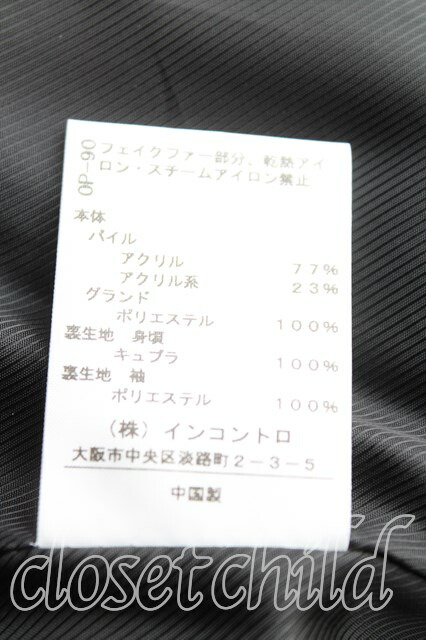 OP-90
フェイクファー部分、乾熱アイ
ロン・スチームアイロン禁止
本体
パイル
アクリル 77%
アクリル系 23%
グランド
ポリエステル 100%
裏生地 身頃
キュプラ 100%
裏生地 袖
ポリエステル 100%
(株)インコントロ
大阪市中央区淡路町2-3-5
中国製
closetchild